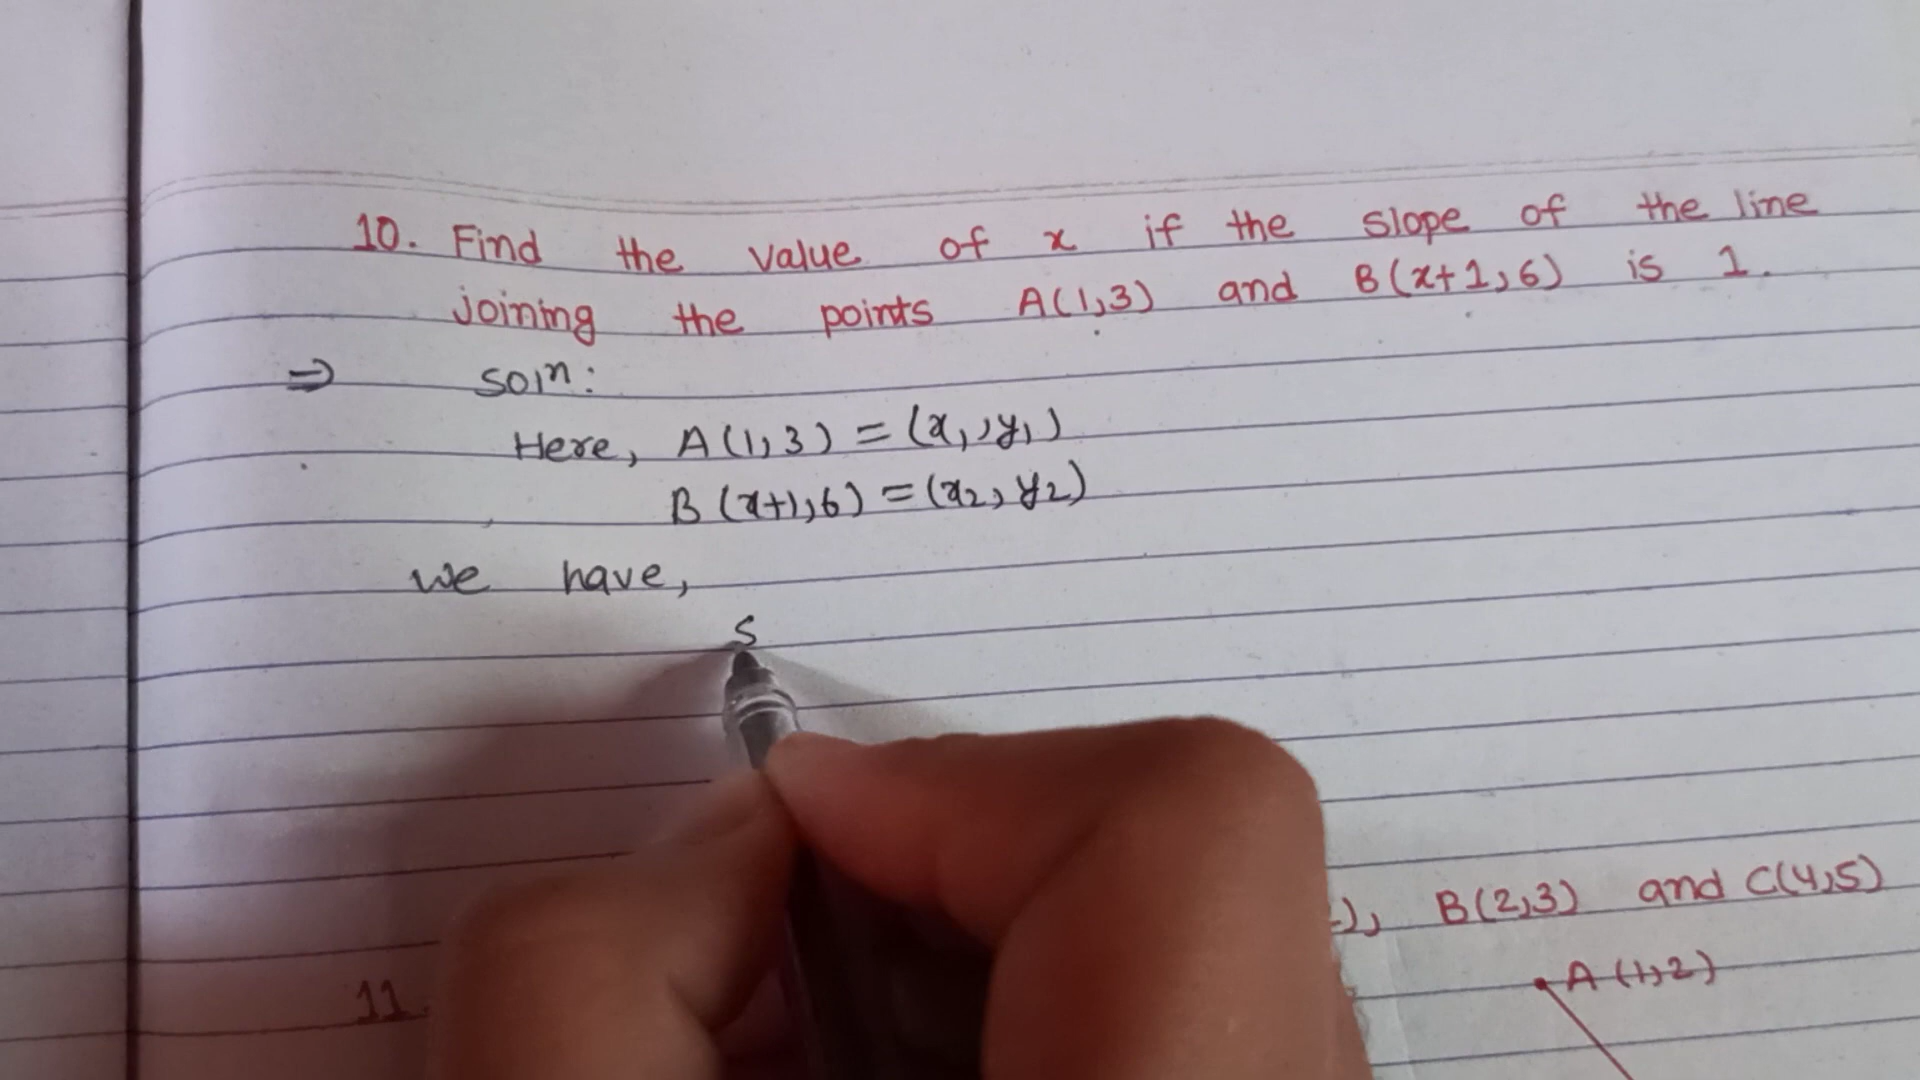 10. Find the value of x if the slope of the line
joining the points A(1,3) and B(x+1,6) is 1.
⇒ Soln:
Here, A(1,3) = (x₁,y₁)
B(x+1,6) = (x₂,y₂)
we have,
S
), B(2,3) and C(4,5)
A(1,2)
11.